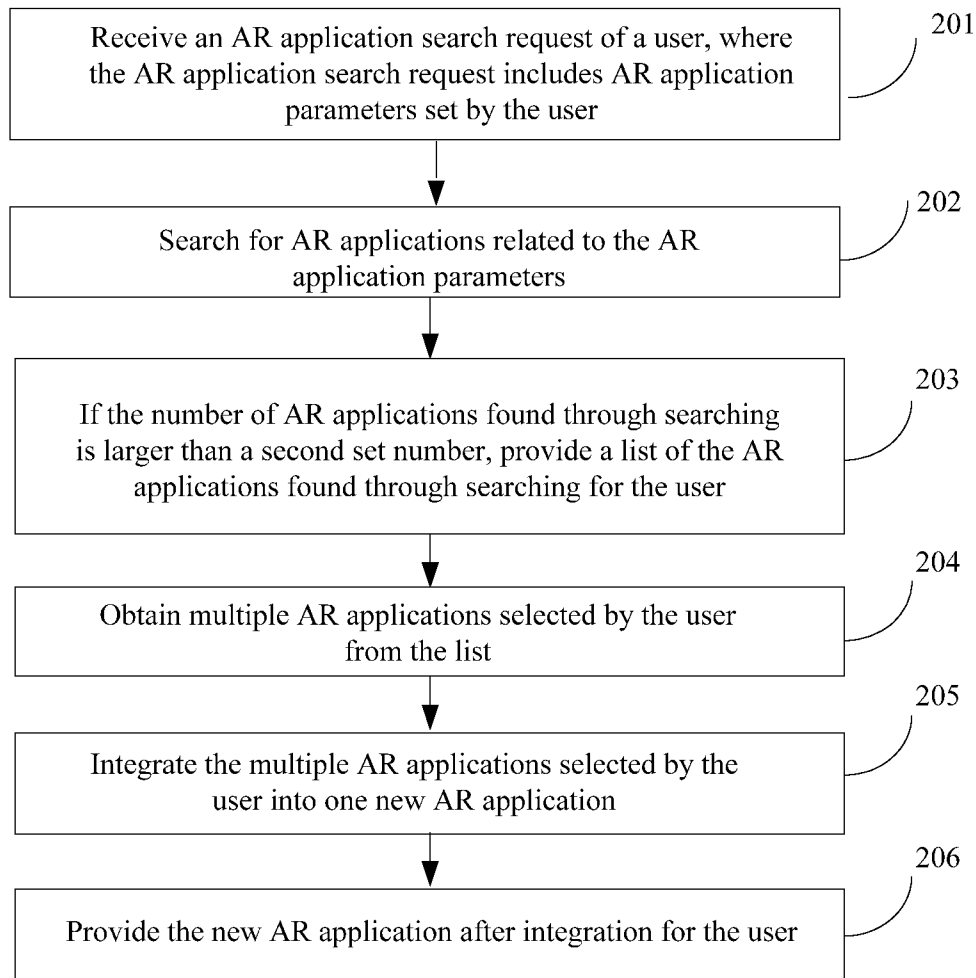 Receive an AR application search request of a user, where
the AR application search request includes AR application
parameters set by the user
201
Search for AR applications related to the AR
application parameters
202
If the number of AR applications found through searching
is larger than a second set number, provide a list of the AR
applications found through searching for the user
203
Obtain multiple AR applications selected by the user
from the list
204
Integrate the multiple AR applications selected by the
user into one new AR application
205
Provide the new AR application after integration for the user
206